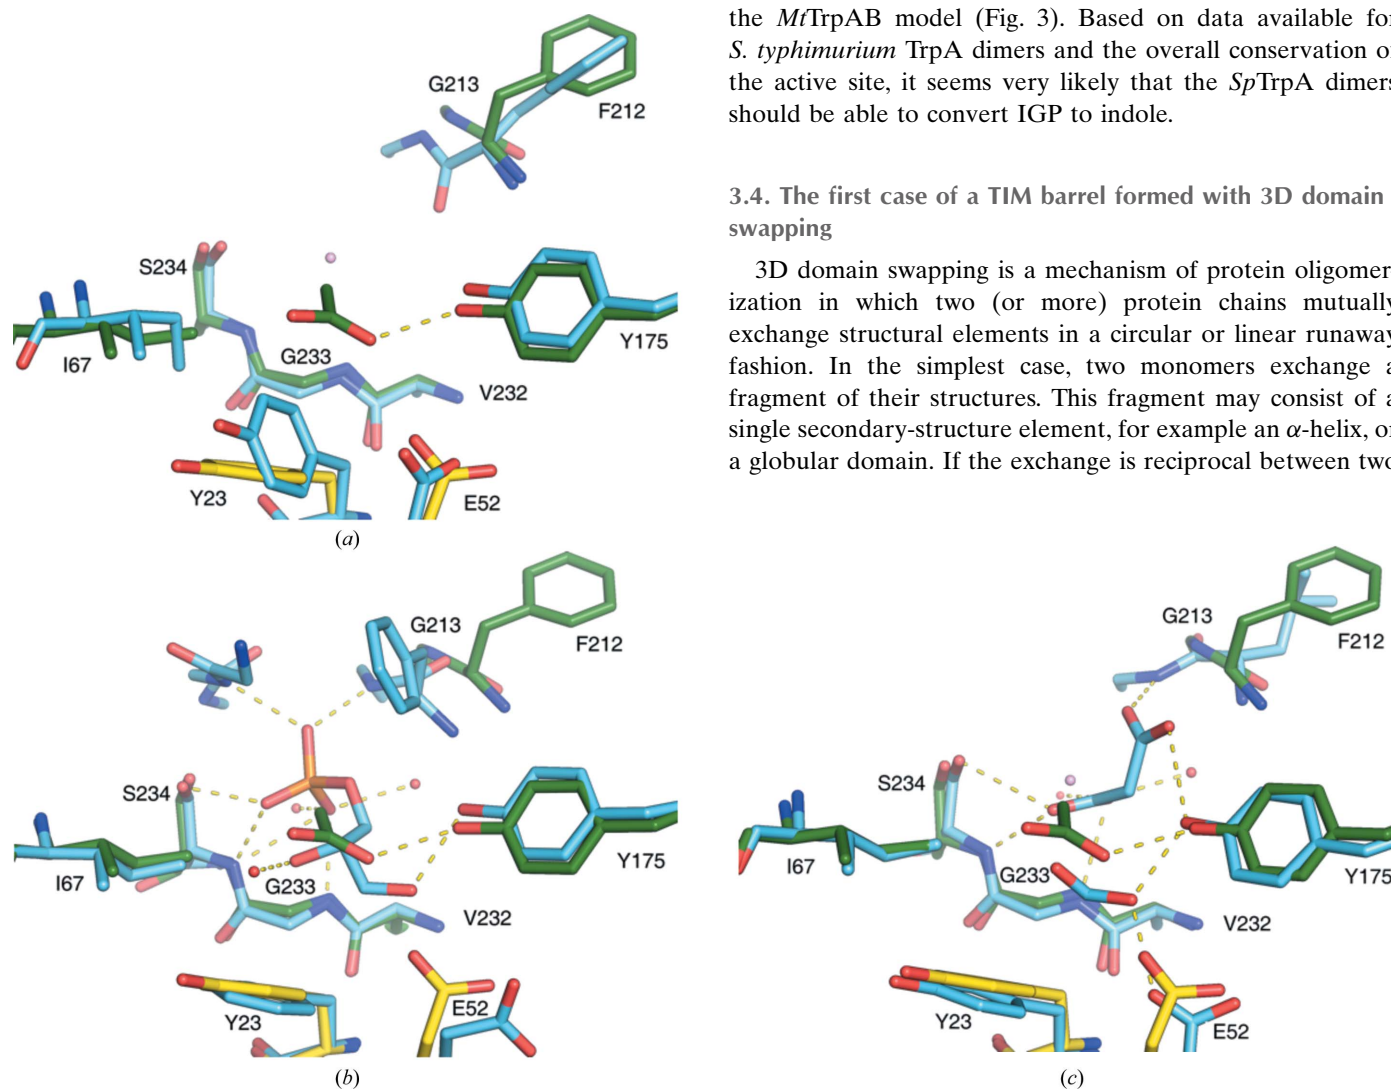 the MtTrpAB model (Fig. 3). Based on data available for
S. typhimurium TrpA dimers and the overall conservation of
the active site, it seems very likely that the SpTrpA dimers
should be able to convert IGP to indole.
3.4. The first case of a TIM barrel formed with 3D domain
swapping
3D domain swapping is a mechanism of protein oligomer-
ization in which two (or more) protein chains mutually
exchange structural elements in a circular or linear runaway
fashion. In the simplest case, two monomers exchange a
fragment of their structures. This fragment may consist of a
single secondary-structure element, for example an α-helix, or
a globular domain. If the exchange is reciprocal between two
G213
F212
S234
I67
G233
Y175
V232
Y23
E52
(a)
G213
F212
S234
I67
G233
Y175
V232
Y23
E52
(b)
G213
F212
S234
I67
G233
Y175
V232
Y23
E52
(c)